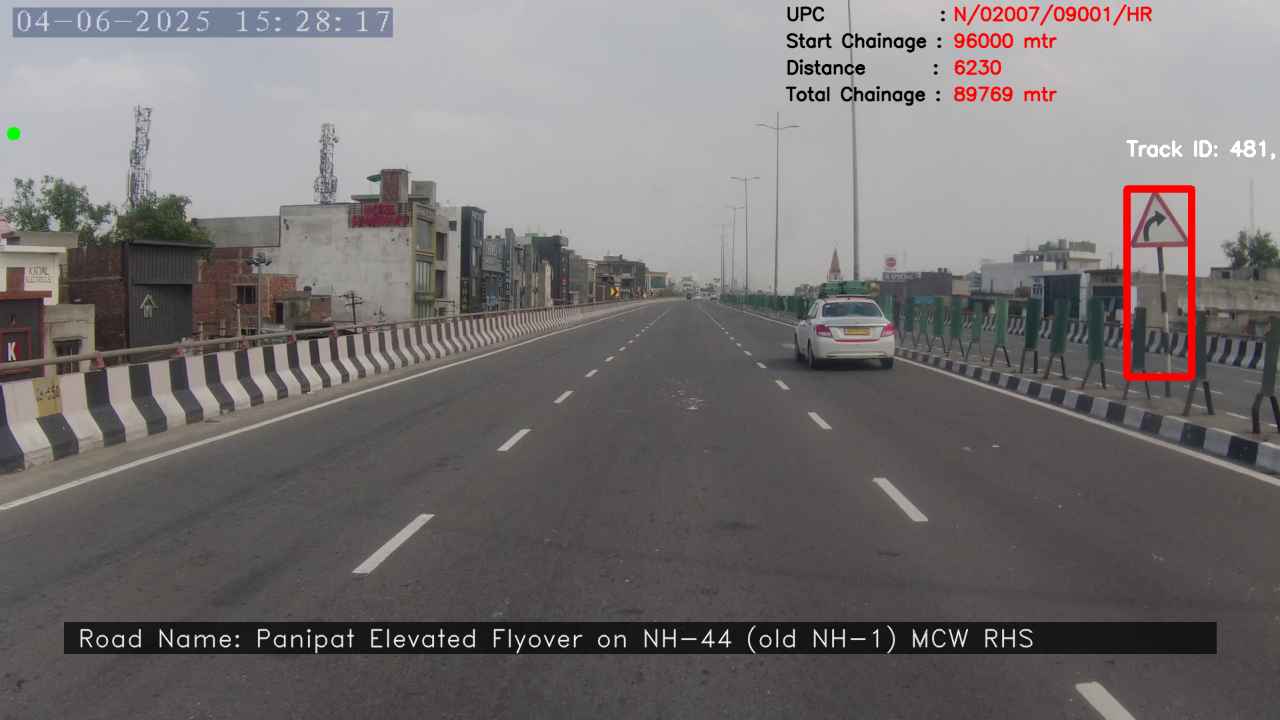 04-06-2025 15:28:17
UPC : N/02007/09001/HR
Start Chainage : 96000 mtr
Distance : 6230
Total Chainage : 89769 mtr
Track ID: 481,
K
Road Name: Panipat Elevated Flyover on NH-44 (old NH-1) MCW RHS